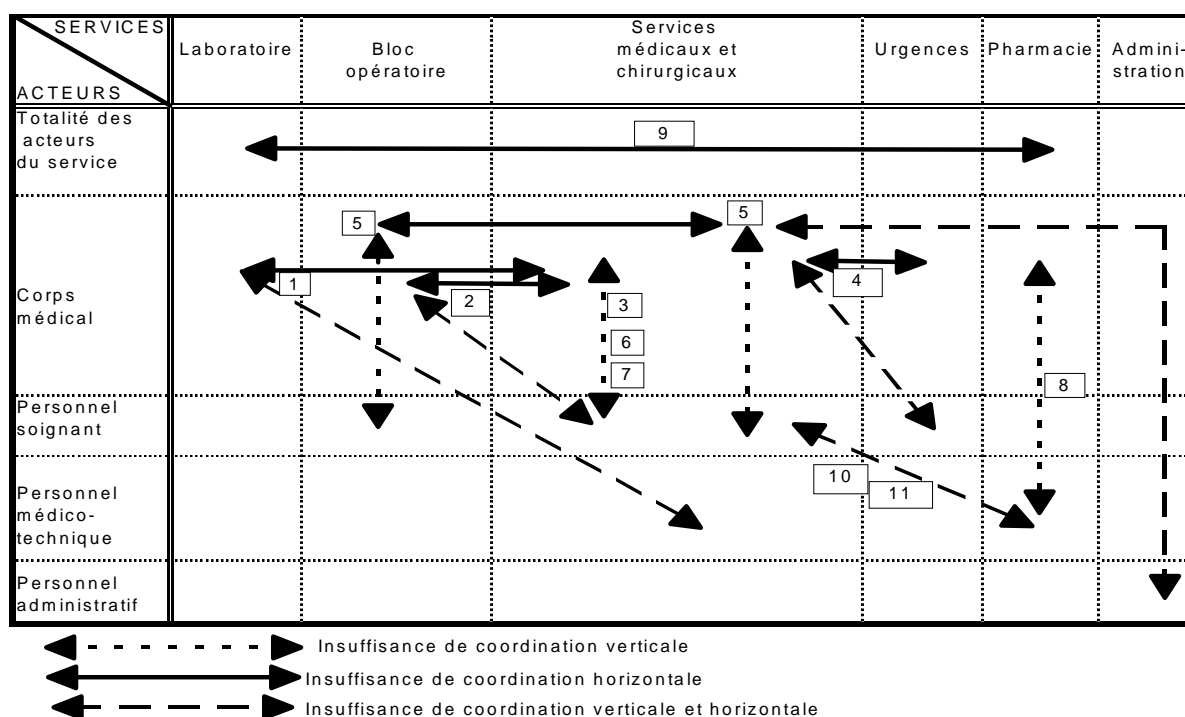 SERVICES
ACTEURS
Laboratoire
Bloc
opératoire
Services
médicaux et
chirurgicaux
Urgences
Pharmacie
Admini-
stration
Totalité des
acteurs
du service
9
5
5
Corps
médical
1
2
3
4
6
7
8
Personnel
soignant
10
11
Personnel
médico-
technique
Personnel
administratif
Insuffisance de coordination verticale
Insuffisance de coordination horizontale
Insuffisance de coordination verticale et horizontale